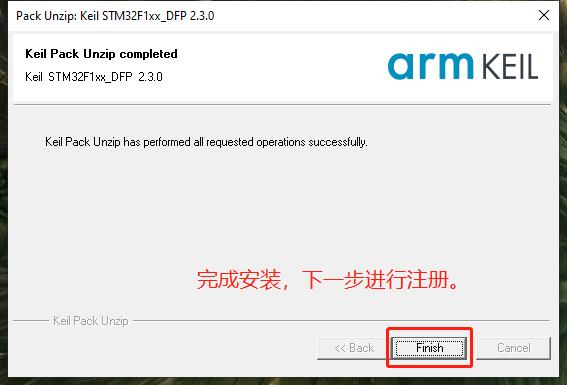 Pack Unzip: Keil STM32F1xx_DFP 2.3.0
Keil Pack Unzip completed
Keil STM32F1xx_DFP 2.3.0
arm KEIL
Keil Pack Unzip has performed all requested operations successfully.
完成安装，下一步进行注册。
Keil Pack Unzip
<< Back
Finish
Cancel